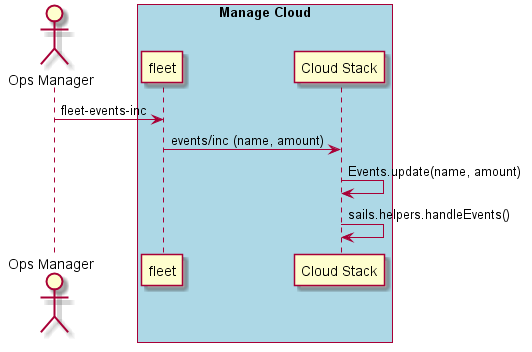 Manage Cloud
Ops Manager
fleet
Cloud Stack
fleet-events-inc
events/inc (name, amount)
Events.update(name, amount)
sails.helpers.handleEvents()
Ops Manager
fleet
Cloud Stack